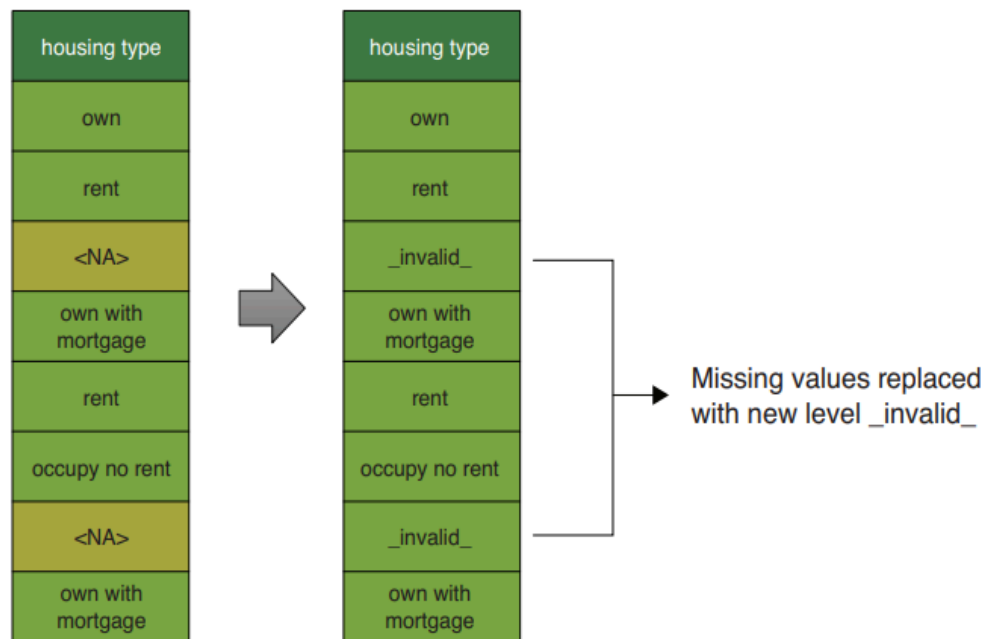 housing type
own
rent
<NA>
own with
mortgage
rent
occupy no rent
<NA>
own with
mortgage
housing type
own
rent
_invalid_
own with
mortgage
rent
occupy no rent
_invalid_
own with
mortgage
Missing values replaced
with new level _invalid_